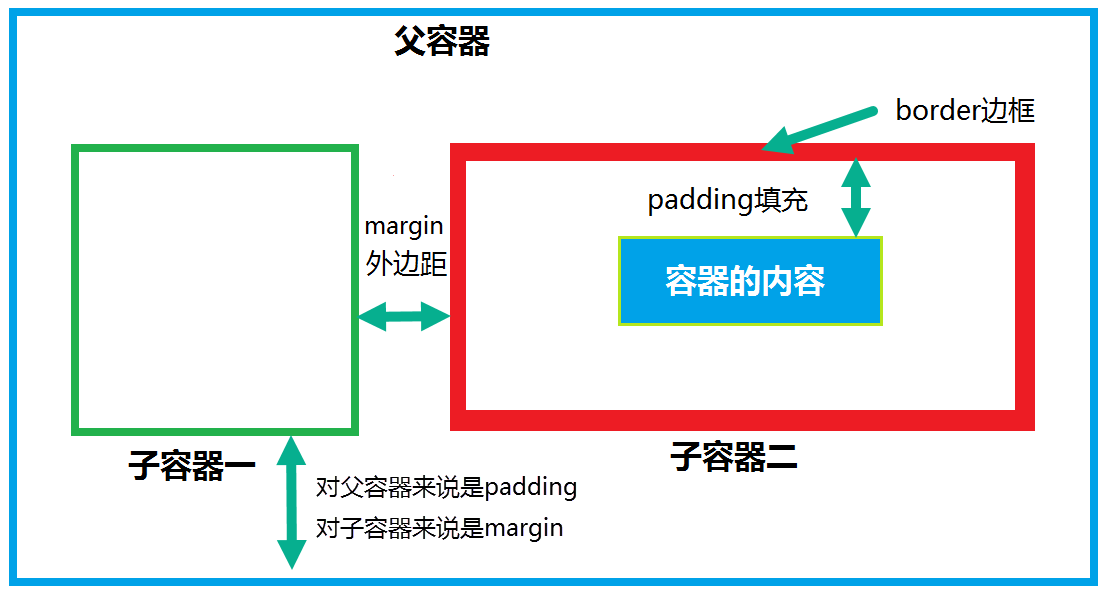 父容器
border边框
padding填充
margin
外边距
容器的内容
子容器一
子容器二
对父容器来说是padding
对子容器来说是margin